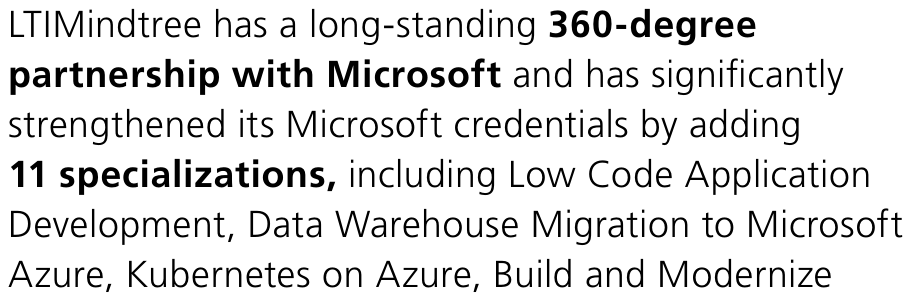 LTIMindtree has a long-standing 360-degree
partnership with Microsoft and has significantly
strengthened its Microsoft credentials by adding
11 specializations, including Low Code Application
Development, Data Warehouse Migration to Microsoft
Azure, Kubernetes on Azure, Build and Modernize